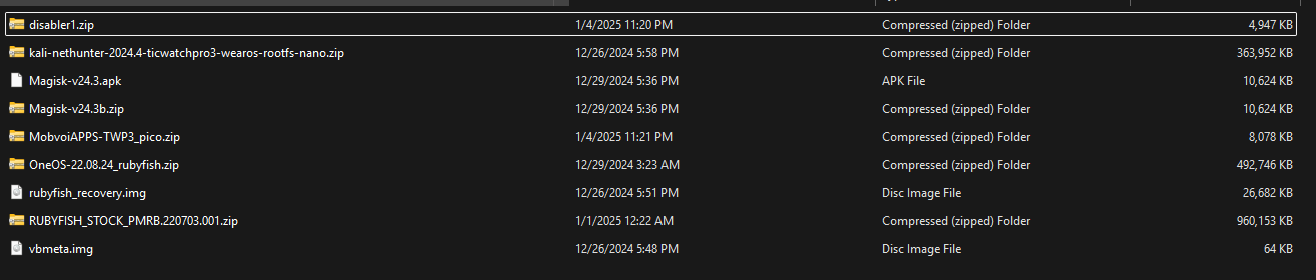 disabler1.zip 1/4/2025 11:20 PM Compressed (zipped) Folder 4,947 KB
kali-nethunter-2024.4-ticwatchpro3-wearos-rootfs-nano.zip 12/26/2024 5:58 PM Compressed (zipped) Folder 363,952 KB
Magisk-v24.3.apk 12/29/2024 5:36 PM APK File 10,624 KB
Magisk-v24.3b.zip 12/29/2024 5:36 PM Compressed (zipped) Folder 10,624 KB
MobvoiAPPS-TWP3_pico.zip 1/4/2025 11:21 PM Compressed (zipped) Folder 8,078 KB
OneOS-22.08.24_rubyfish.zip 12/29/2024 3:23 AM Compressed (zipped) Folder 492,746 KB
rubyfish_recovery.img 12/26/2024 5:51 PM Disc Image File 26,682 KB
RUBYFISH_STOCK_PMRB.220703.001.zip 1/1/2025 12:22 AM Compressed (zipped) Folder 960,153 KB
vbmeta.img 12/26/2024 5:48 PM Disc Image File 64 KB